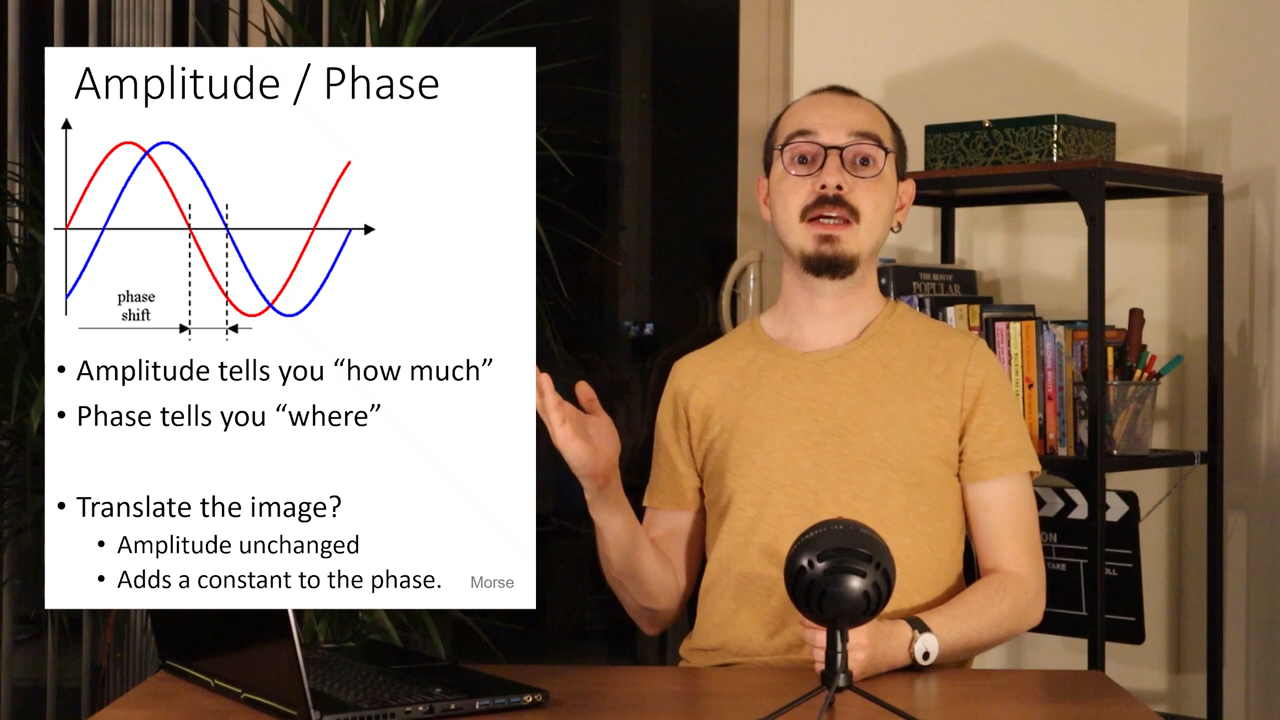 Amplitude / Phase
phase
shift
• Amplitude tells you “how much”
• Phase tells you “where”
• Translate the image?
• Amplitude unchanged
• Adds a constant to the phase.
Morse
THE BEST OF
POPULAR
TAKE